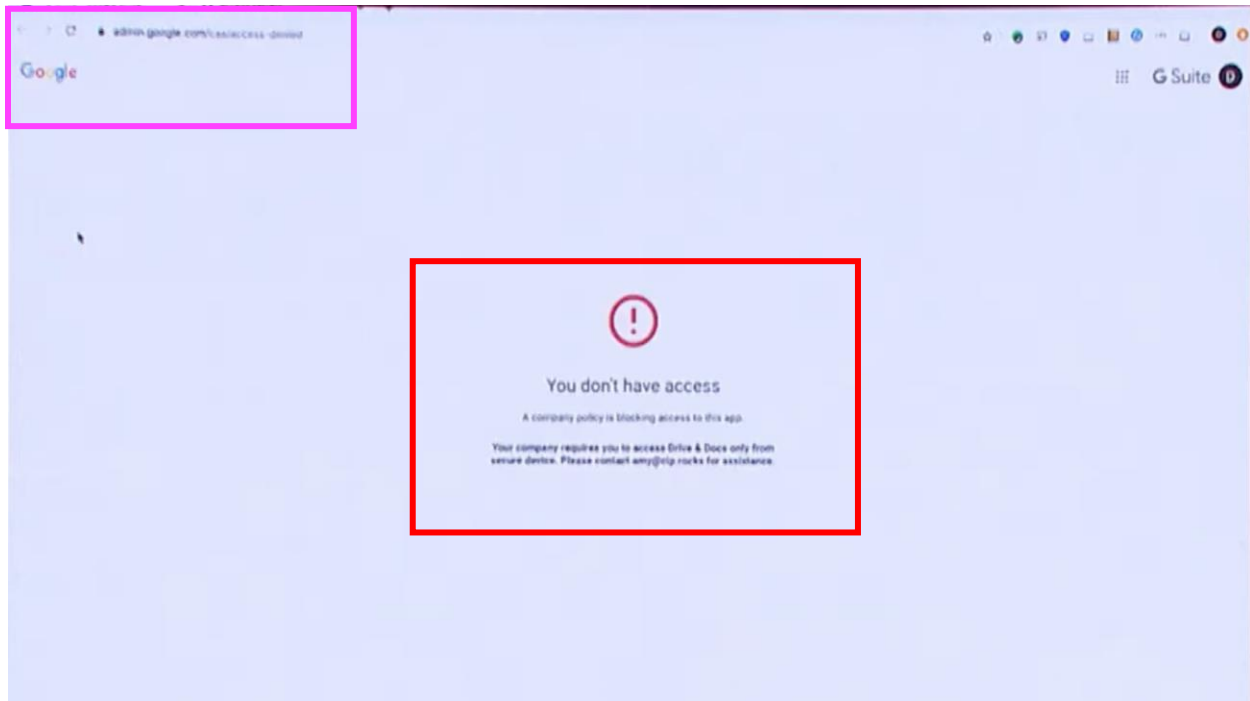 admin.google.com/cas/access-denied
Google
G Suite D
You don't have access
A company policy is blocking access to this app.
Your company requires you to access Drive & Docs only from
secure device. Please contact amy@cip.rocks for assistance.